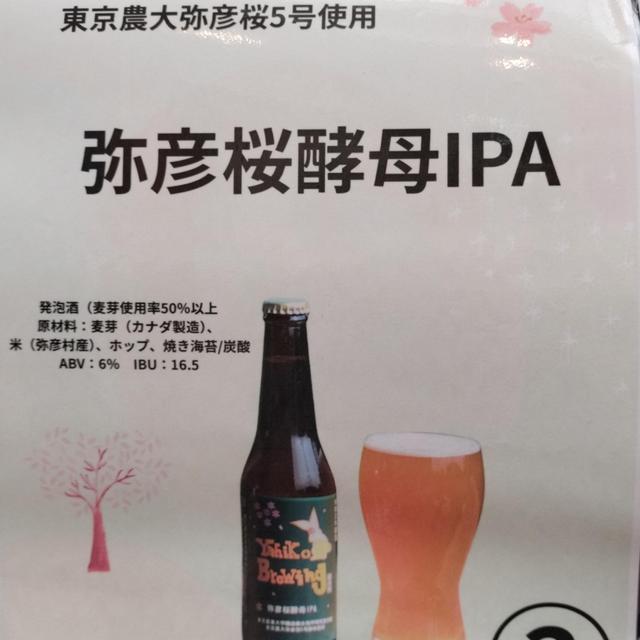 東京農大弥彦桜5号使用
弥彦桜酵母IPA
発泡酒（麦芽使用率50%以上
原材料：麦芽（カナダ製造）、
米（弥彦村産）、ホップ、焼き海苔/炭酸
ABV：6%　IBU：16.5
Yahiko
Brewing
弥彦桜酵母IPA